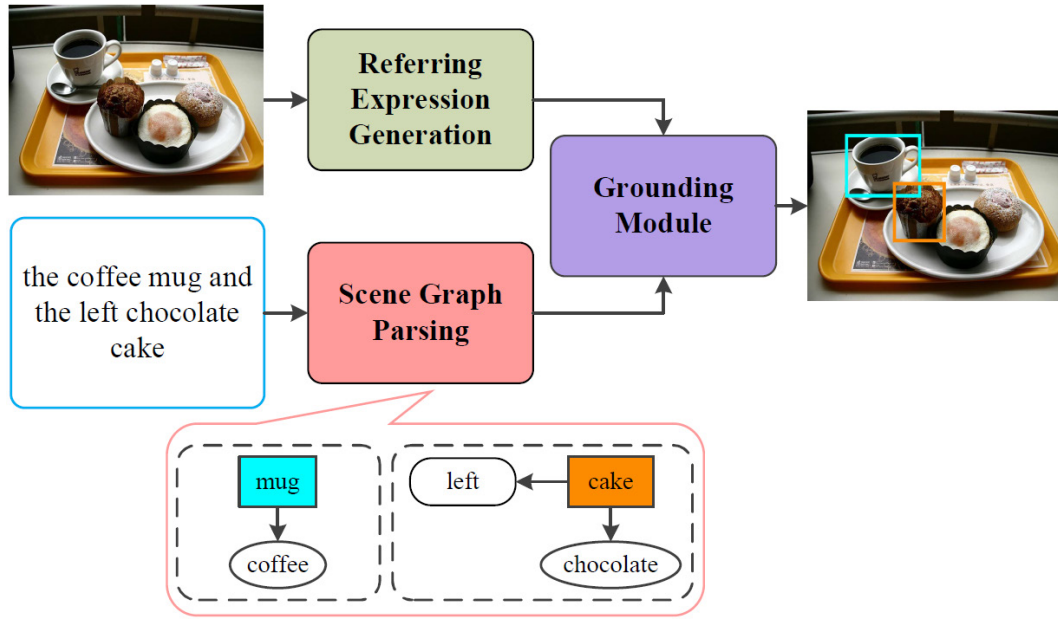 Referring
Expression
Generation
Grounding
Module
the coffee mug and
the left chocolate
cake
Scene Graph
Parsing
mug
left
cake
coffee
chocolate